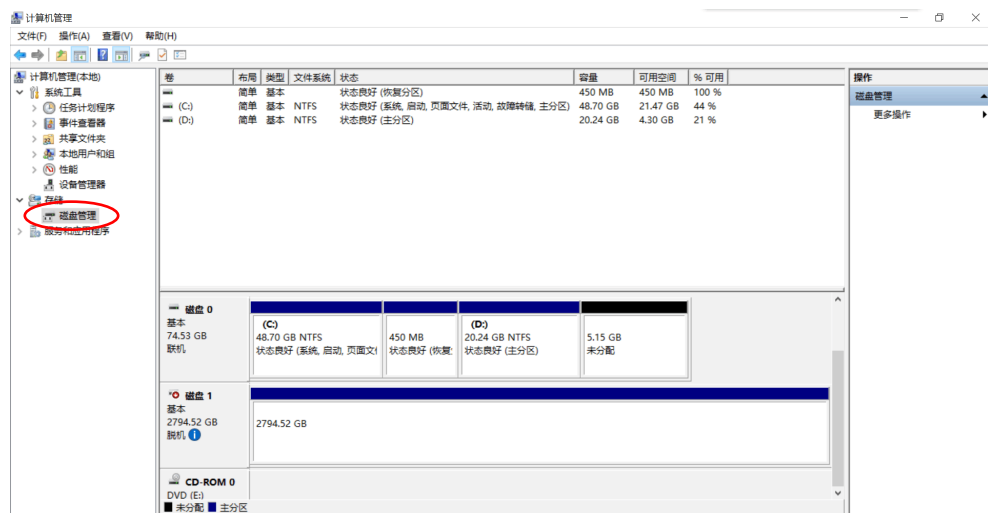 计算机管理
文件(F) 操作(A) 查看(V) 帮助(H)
计算机管理(本地)
系统工具
任务计划程序
事件查看器
共享文件夹
本地用户和组
性能
设备管理器
存储
磁盘管理
服务和应用程序
卷 布局 类型 文件系统 状态 容量 可用空间 % 可用
简单 基本 状态良好 (恢复分区) 450 MB 450 MB 100 %
(C:) 简单 基本 NTFS 状态良好 (系统, 启动, 页面文件, 活动, 故障转储, 主分区) 48.70 GB 21.47 GB 44 %
(D:) 简单 基本 NTFS 状态良好 (主分区) 20.24 GB 4.30 GB 21 %
磁盘 0
基本
74.53 GB
联机
(C:)
48.70 GB NTFS
状态良好 (系统, 启动, 页面文件
450 MB
状态良好 (恢复
(D:)
20.24 GB NTFS
状态良好 (主分区)
5.15 GB
未分配
磁盘 1
基本
2794.52 GB
脱机
2794.52 GB
CD-ROM 0
DVD (E:)
未分配 主分区
操作
磁盘管理
更多操作